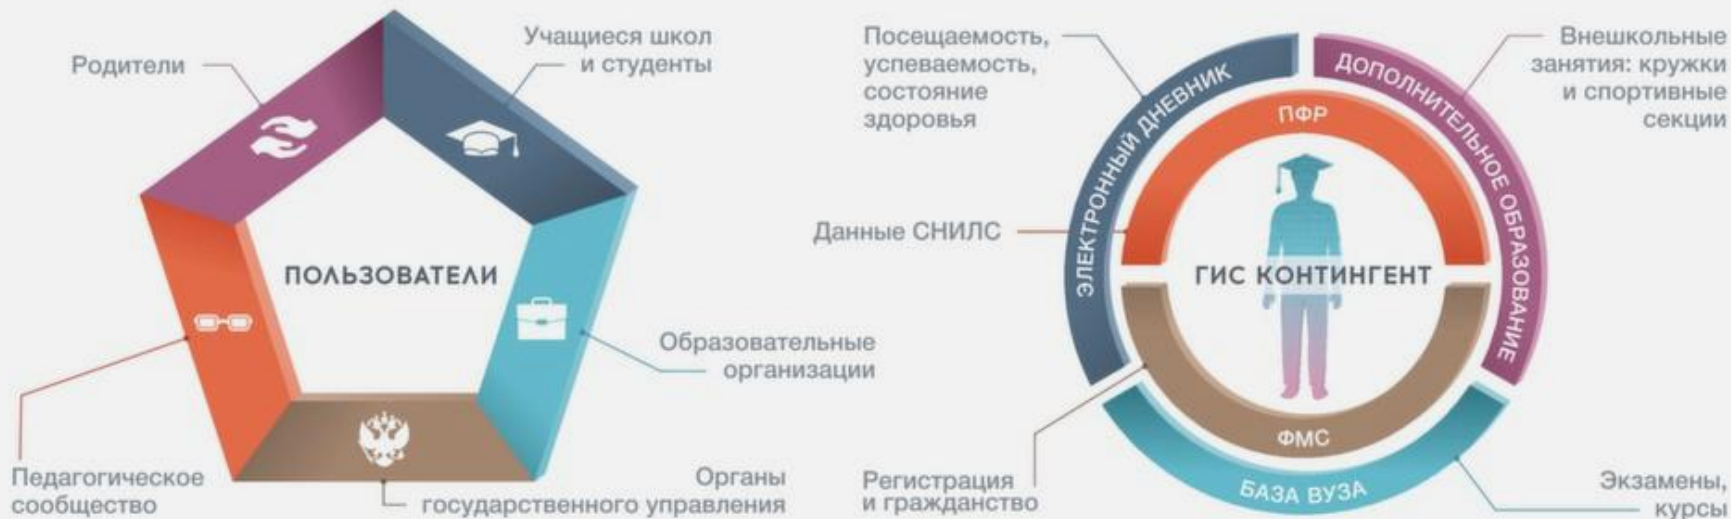 Родители
Учащиеся школ
и студенты
ПОЛЬЗОВАТЕЛИ
Образовательные
организации
Педагогическое
сообщество
Органы
государственного управления
Посещаемость,
успеваемость,
состояние
здоровья
Внешкольные
занятия: кружки
и спортивные
секции
ЭЛЕКТРОННЫЙ ДНЕВНИК
ДОПОЛНИТЕЛЬНОЕ ОБРАЗОВАНИЕ
ПФР
Данные СНИЛС
ГИС КОНТИНГЕНТ
ФМС
БАЗА ВУЗА
Регистрация
и гражданство
Экзамены,
курсы